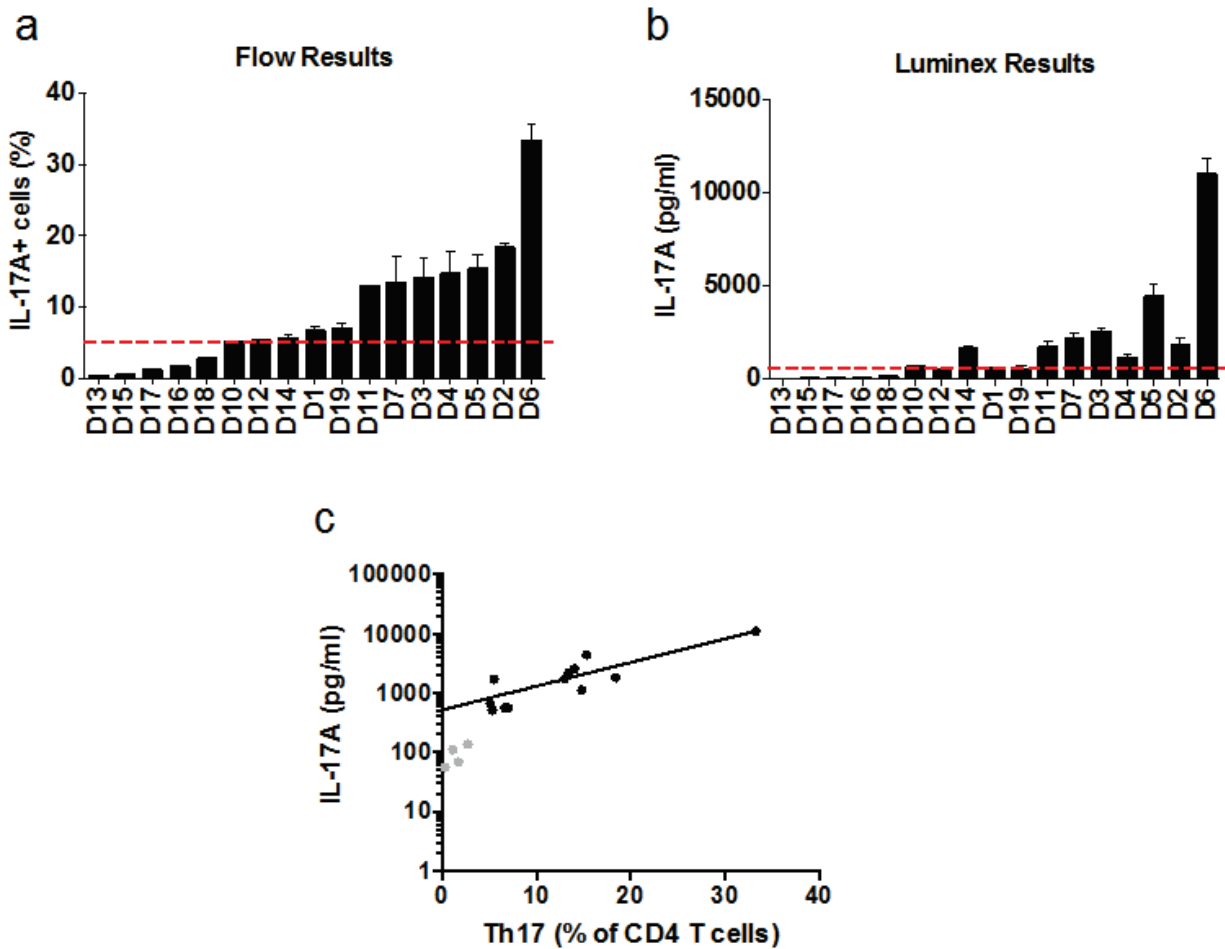 a
Flow Results
IL-17A+ cells (%)
40
30
20
10
0
D13 D15 D17 D16 D18 D10 D12 D14 D1 D19 D11 D7 D3 D4 D5 D2 D6
b
Luminex Results
IL-17A (pg/ml)
15000
10000
5000
0
D13 D15 D17 D16 D18 D10 D12 D14 D1 D19 D11 D7 D3 D4 D5 D2 D6
c
IL-17A (pg/ml)
100000
10000
1000
100
10
1
0 10 20 30 40
Th17 (% of CD4 T cells)